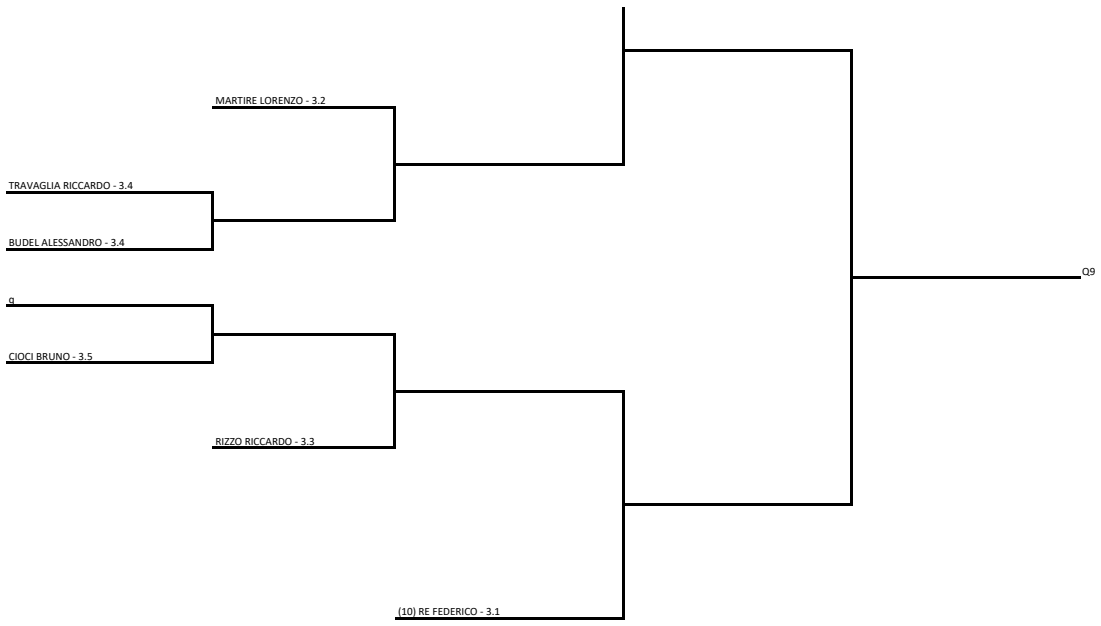 MARTIRE LORENZO - 3.2
TRAVAGLIA RICCARDO - 3.4
BUDEL ALESSANDRO - 3.4
Q9
q
CIOCI BRUNO - 3.5
RIZZO RICCARDO - 3.3
(10) RE FEDERICO - 3.1